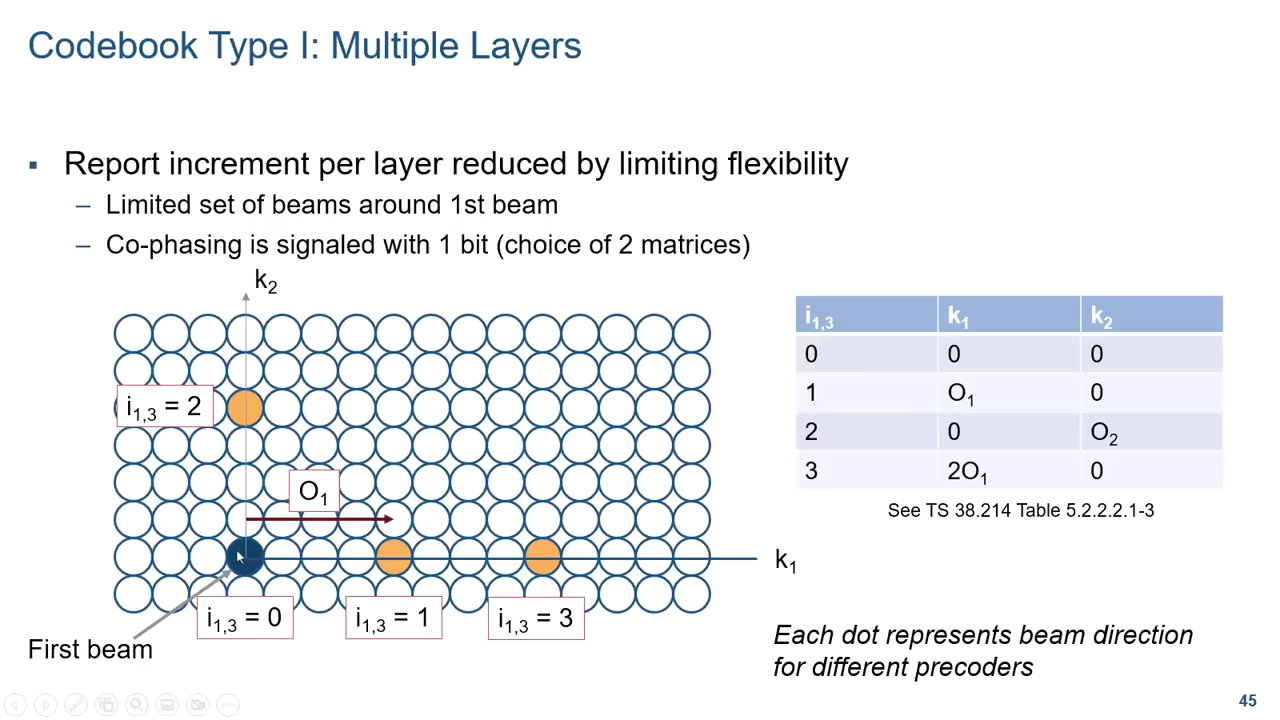 Codebook Type I: Multiple Layers
▪ Report increment per layer reduced by limiting flexibility
– Limited set of beams around 1st beam
– Co-phasing is signaled with 1 bit (choice of 2 matrices)
k2
i1,3 = 2
O1
k1
i1,3 = 0
i1,3 = 1
i1,3 = 3
First beam
i1,3 k1 k2
0 0 0
1 O1 0
2 0 O2
3 2O1 0
See TS 38.214 Table 5.2.2.2.1-3
Each dot represents beam direction
for different precoders
45